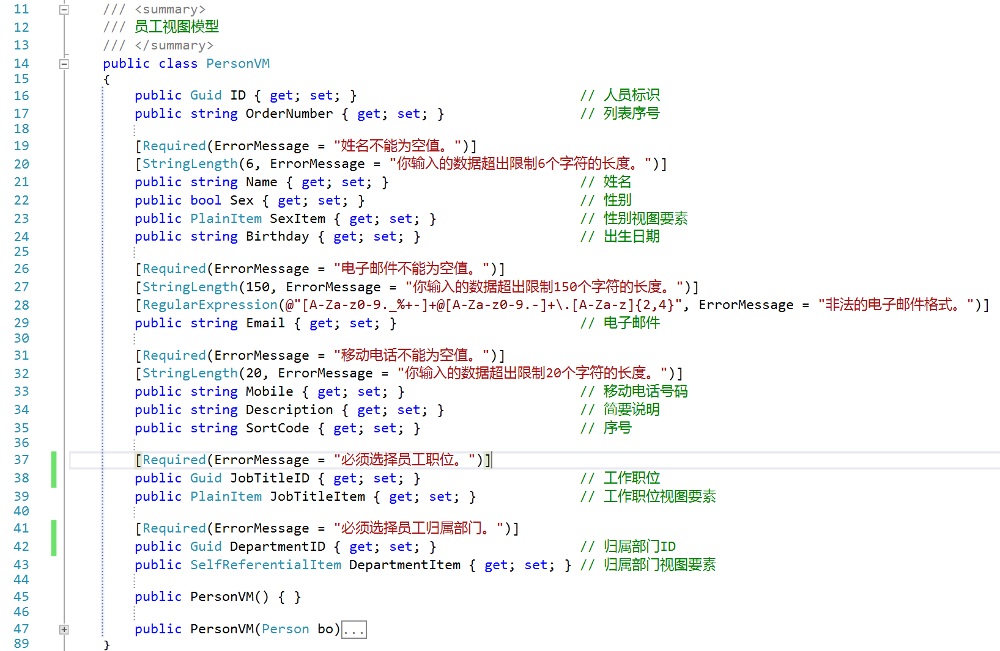 11 /// <summary>
12 /// 员工视图模型
13 /// </summary>
14 public class PersonVM
15 {
16 public Guid ID { get; set; } // 人员标识
17 public string OrderNumber { get; set; } // 列表序号
18
19 [Required(ErrorMessage = "姓名不能为空值。")]
20 [StringLength(6, ErrorMessage = "你输入的数据超出限制6个字符的长度。")]
21 public string Name { get; set; } // 姓名
22 public bool Sex { get; set; } // 性别
23 public PlainItem SexItem { get; set; } // 性别视图要素
24 public string Birthday { get; set; } // 出生日期
25
26 [Required(ErrorMessage = "电子邮件不能为空值。")]
27 [StringLength(150, ErrorMessage = "你输入的数据超出限制150个字符的长度。")]
28 [RegularExpression(@"[A-Za-z0-9._%+-]+@[A-Za-z0-9.-]+\.[A-Za-z]{2,4}", ErrorMessage = "非法的电子邮件格式。")]
29 public string Email { get; set; } // 电子邮件
30
31 [Required(ErrorMessage = "移动电话不能为空值。")]
32 [StringLength(20, ErrorMessage = "你输入的数据超出限制20个字符的长度。")]
33 public string Mobile { get; set; } // 移动电话号码
34 public string Description { get; set; } // 简要说明
35 public string SortCode { get; set; } // 序号
36
37 [Required(ErrorMessage = "必须选择员工职位。")]
38 public Guid JobTitleID { get; set; } // 工作职位
39 public PlainItem JobTitleItem { get; set; } // 工作职位视图要素
40
41 [Required(ErrorMessage = "必须选择员工归属部门。")]
42 public Guid DepartmentID { get; set; } // 归属部门ID
43 public SelfReferentialItem DepartmentItem { get; set; } // 归属部门视图要素
44
45 public PersonVM() { }
46
47 public PersonVM(Person bo)...
89 }